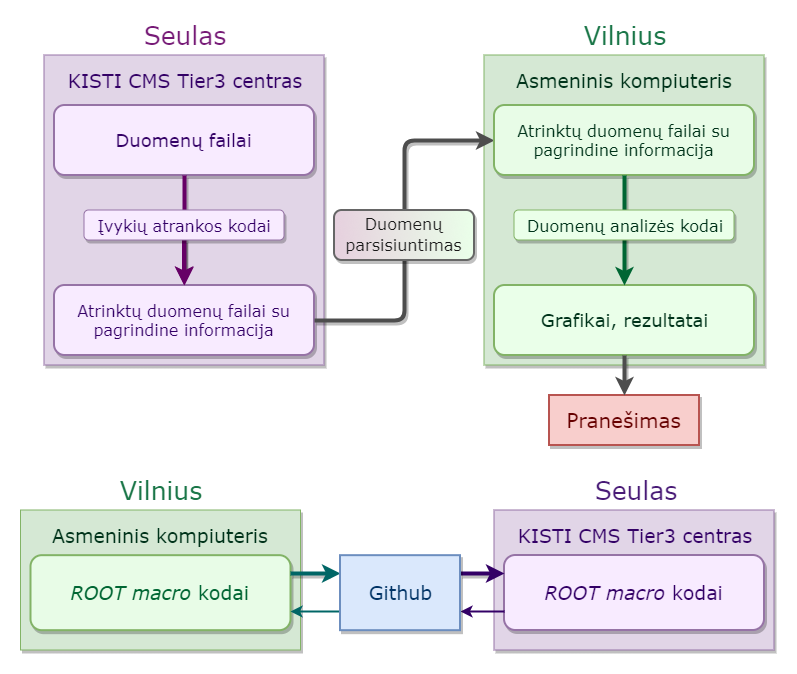 Seulas
KISTI CMS Tier3 centras
Duomenų failai
Įvykių atrankos kodai
Atrinktų duomenų failai su
pagrindine informacija
Duomenų
parsisiuntimas
Vilnius
Asmeninis kompiuteris
Atrinktų duomenų failai su
pagrindine informacija
Duomenų analizės kodai
Grafikai, rezultatai
Pranešimas
Vilnius
Asmeninis kompiuteris
ROOT macro kodai
Github
Seulas
KISTI CMS Tier3 centras
ROOT macro kodai